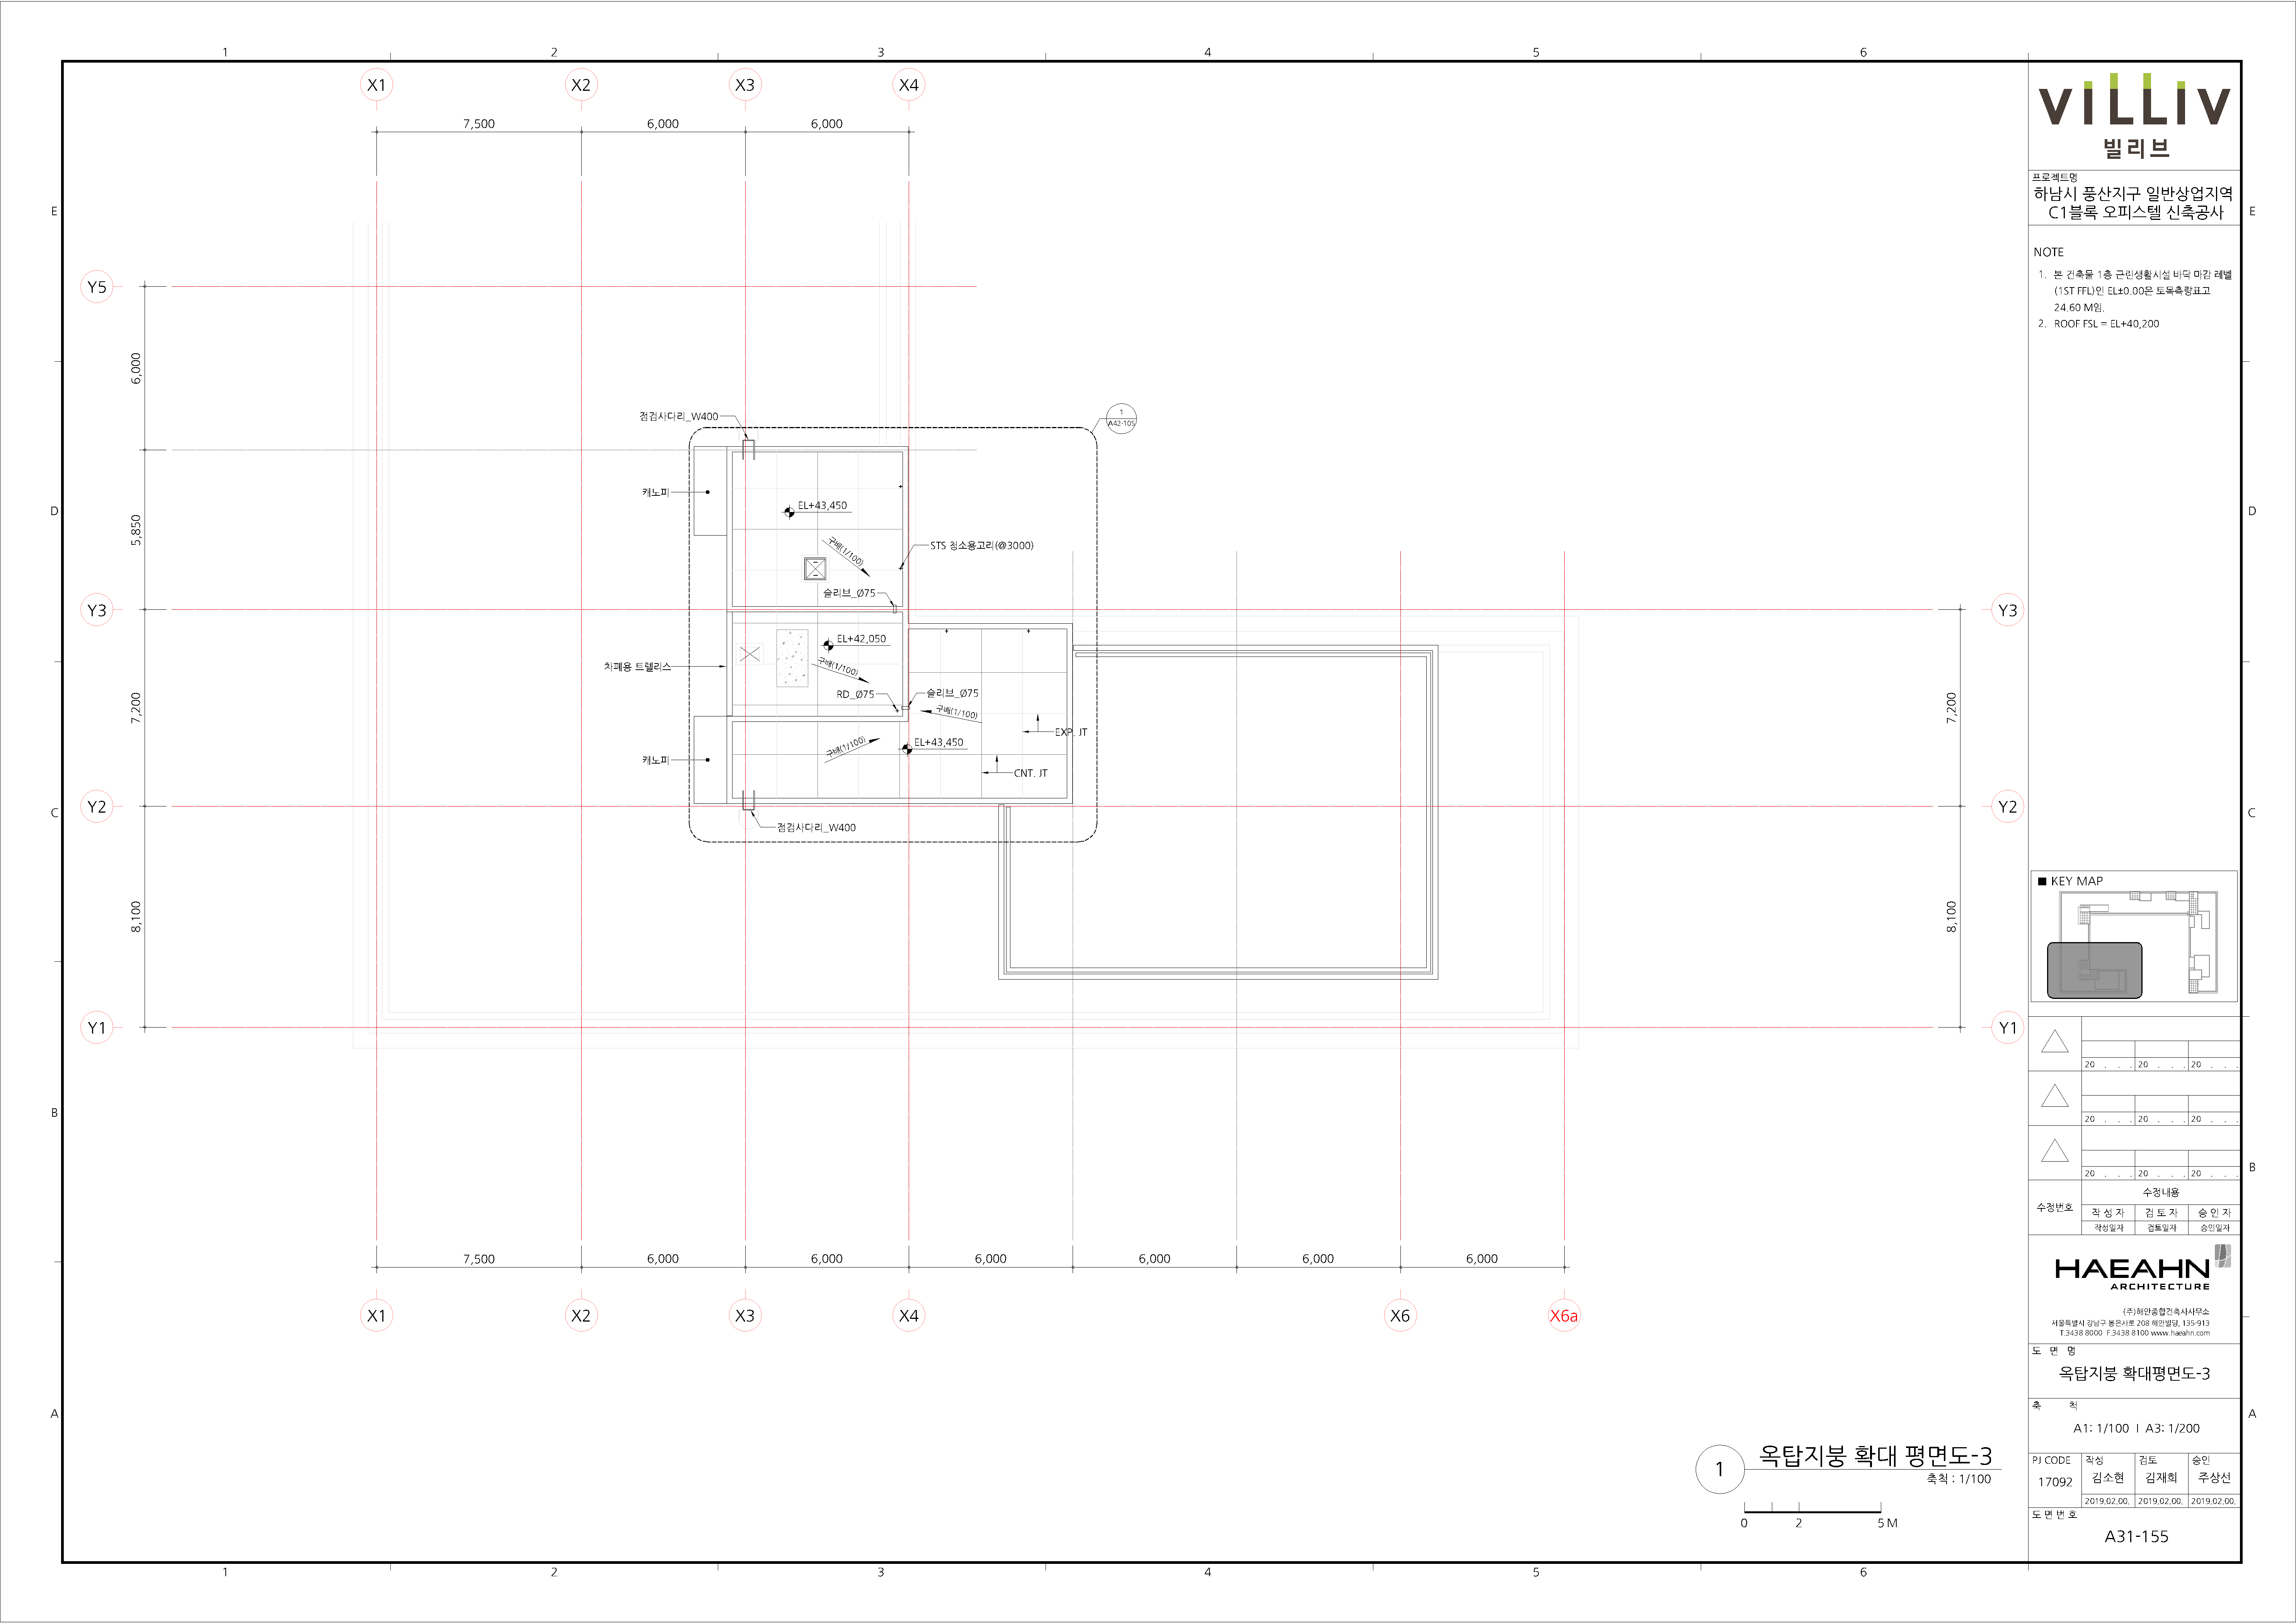 1 2 3 4 5 6
X1 X2 X3 X4
7,500 6,000 6,000
E
E
Y5
6,000
점검사다리_W400
1
A42-105
캐노피
EL+43,450
D
D
5,850
구배(1/100)
STS 청소용고리(@3000)
슬리브_Ø75
Y3
Y3
EL+42,050
차폐용 트렐리스
구배(1/100)
RD_Ø75
슬리브_Ø75
7,200
7,200
구배(1/100)
EXP. JT
구배(1/100)
EL+43,450
캐노피
CNT. JT
Y2
Y2
C
C
점검사다리_W400
8,100
8,100
Y1
Y1
B
B
7,500 6,000 6,000 6,000 6,000 6,000 6,000
X1 X2 X3 X4 X6 X6a
A
A
1
옥탑지붕 확대 평면도-3
축척 : 1/100
0 2 5 M
1 2 3 4 5 6
VILLIV
빌리브
프로젝트명
하남시 풍산지구 일반상업지역
C1블록 오피스텔 신축공사
NOTE
1. 본 건축물 1층 근린생활시설 바닥 마감 레벨
(1ST FFL)인 EL±0.00은 토목측량표고
24.60 M임.
2. ROOF FSL = EL+40,200
■ KEY MAP
20 . . . 20 . . . 20 . . .
20 . . . 20 . . . 20 . . .
20 . . . 20 . . . 20 . . .
수정번호
수정내용
작 성 자 검 토 자 승 인 자
작성일자 검토일자 승인일자
HAEAHN
ARCHITECTURE
(주)해안종합건축사사무소
서울특별시 강남구 봉은사로 208 해안빌딩, 135-913
T.3438 8000 F.3438 8100 www.haeahn.com
도 면 명
옥탑지붕 확대평면도-3
축 척
A1: 1/100 I A3: 1/200
PJ CODE 작성 검토 승인
17092 김소현 김재희 주상선
2019.02.00. 2019.02.00. 2019.02.00.
도 면 번 호
A31-155